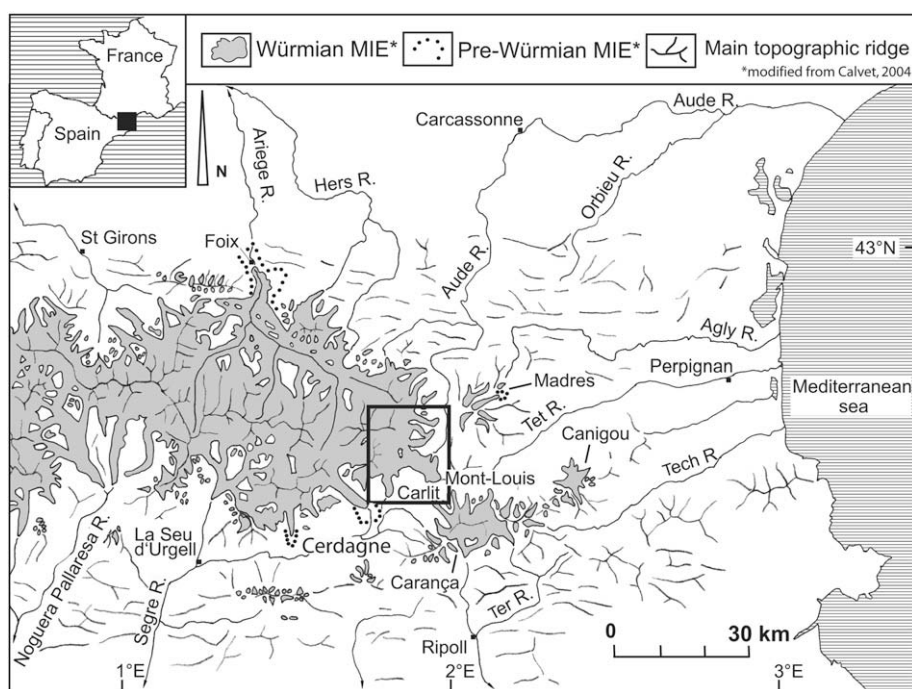 France
Spain
Würmian MIE*
Pre-Würmian MIE*
Main topographic ridge
*modified from Calvet, 2004
N
Ariege R.
Hers R.
Carcassonne
Aude R.
Orbieu R.
St Girons
Foix
Aude R.
43°N
Agly R.
Madres
Perpignan
Tet R.
Mediterranean
sea
Canigou
Mont-Louis
Tech R.
Carlit
La Seu
d'Urgell
Cerdagne
Noguera Pallaresa R.
Segre R.
Carança
Ter R.
Ripoll
0 30 km
1°E
2°E
3°E